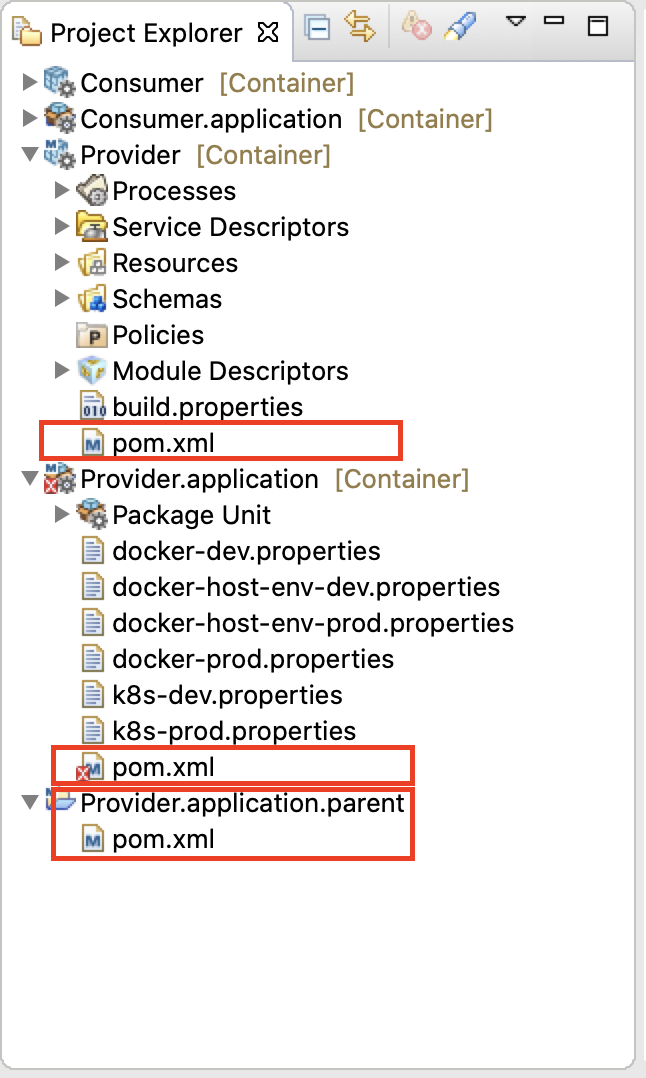 Project Explorer
Consumer [Container]
Consumer.application [Container]
Provider [Container]
Processes
Service Descriptors
Resources
Schemas
Policies
Module Descriptors
build.properties
pom.xml
Provider.application [Container]
Package Unit
docker-dev.properties
docker-host-env-dev.properties
docker-host-env-prod.properties
docker-prod.properties
k8s-dev.properties
k8s-prod.properties
pom.xml
Provider.application.parent
pom.xml